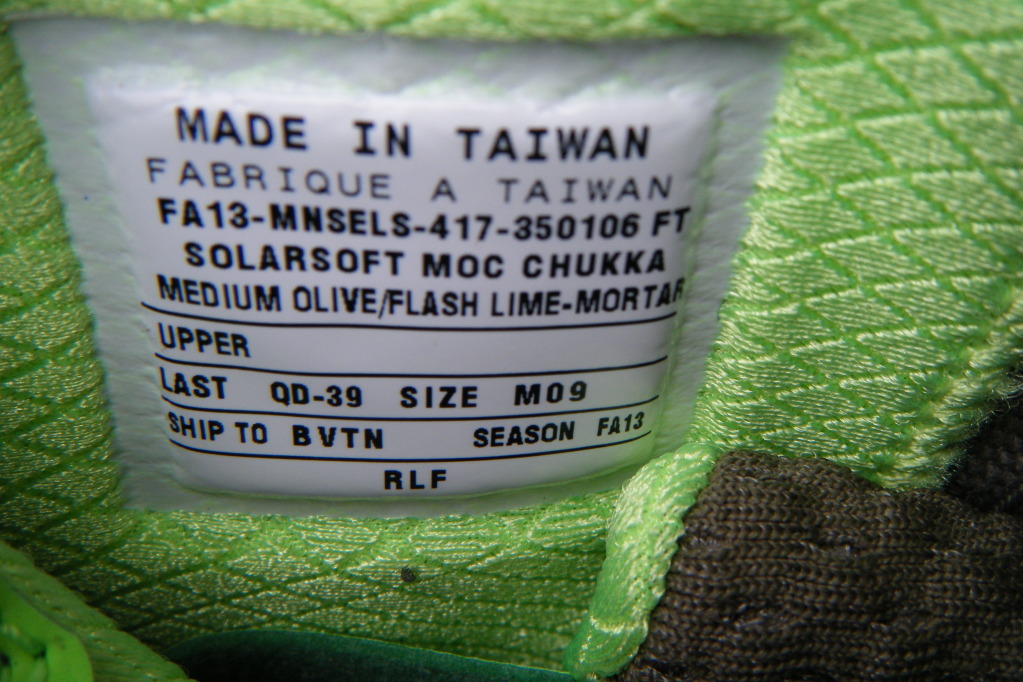 MADE IN TAIWAN
FABRIQUE A TAIWAN
FA13-MNSELS-417-350106 FT
SOLARSOFT MOC CHUKKA
MEDIUM OLIVE/FLASH LIME-MORTAR
UPPER
LAST QD-39 SIZE M09
SHIP TO BVTN SEASON FA13
RLF